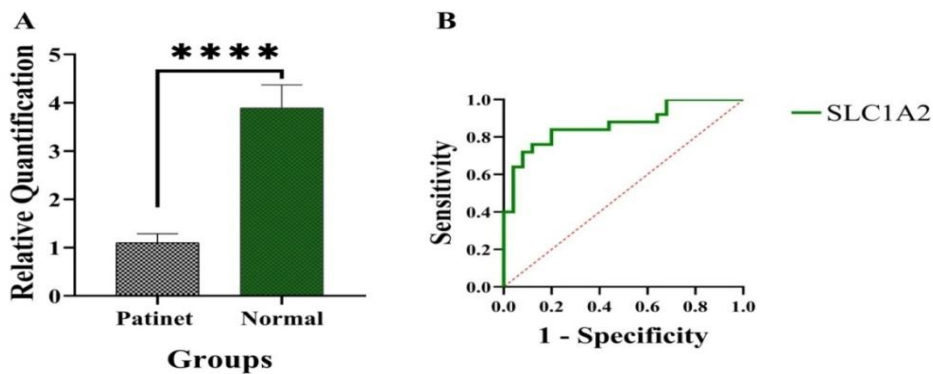 A
Relative Quantification
5
4
3
2
1
0
****
Patinet Normal
Groups
B
Sensitivity
1.0
0.8
0.6
0.4
0.2
0.0
0.0 0.2 0.4 0.6 0.8 1.0
1 - Specificity
SLC1A2